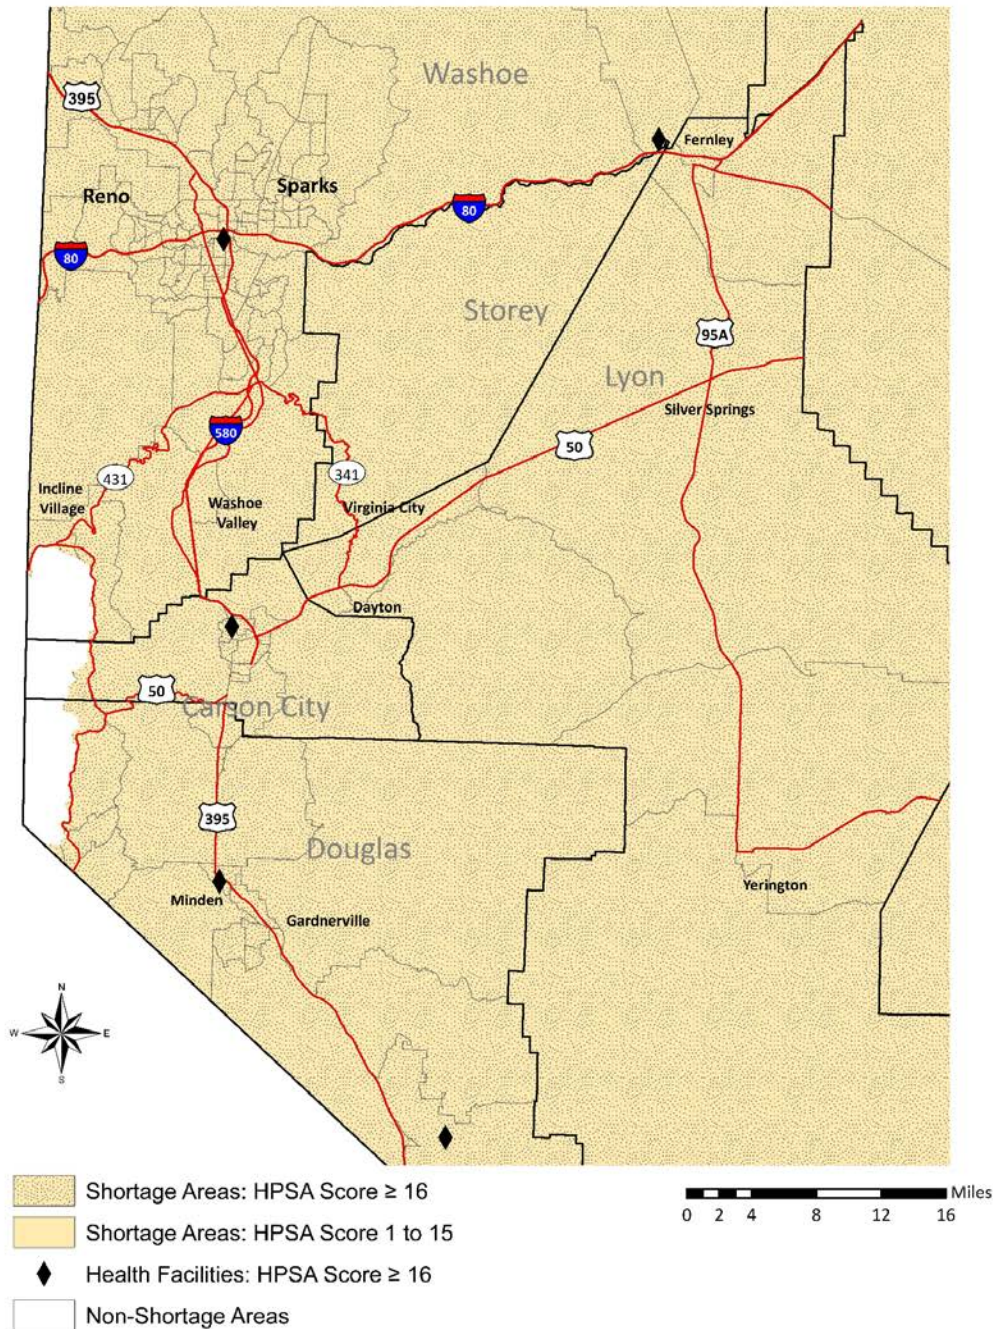 Washoe
395
Fernley
Reno
Sparks
80
80
Storey
95A
Lyon
Silver Springs
580
50
431
341
Incline
Village
Washoe
Valley
Virginia City
Dayton
50
Carson City
395
Douglas
Minden
Gardnerville
Yerington
N
W
E
S
Shortage Areas: HPSA Score ≥ 16
Shortage Areas: HPSA Score 1 to 15
Health Facilities: HPSA Score ≥ 16
Non-Shortage Areas
Miles
0 2 4 8 12 16